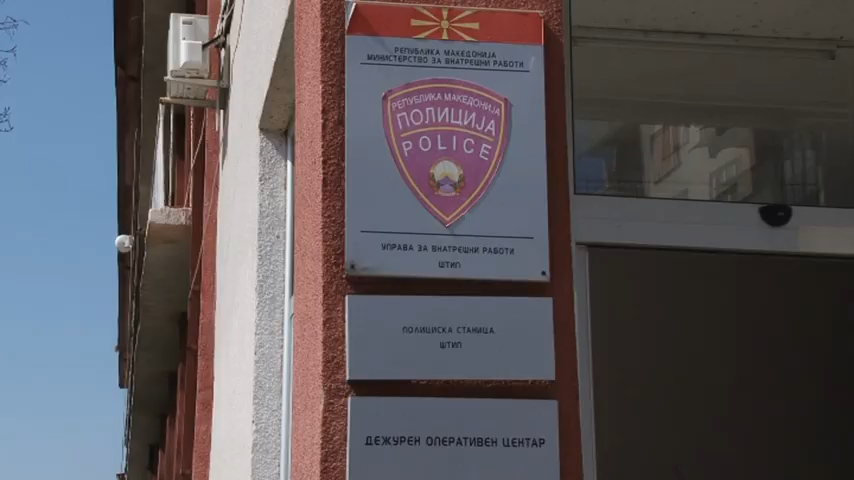 РЕПУБЛИКА МАКЕДОНИЈА
МИНИСТЕРСТВО ЗА ВНАТРЕШНИ РАБОТИ
РЕПУБЛИКА МАКЕДОНИЈА
ПОЛИЦИЈА
POLICE
УПРАВА ЗА ВНАТРЕШНИ РАБОТИ
ШТИП
ПОЛИЦИСКА СТАНИЦА
ШТИП
ДЕЖУРЕН ОПЕРАТИВЕН ЦЕНТАР